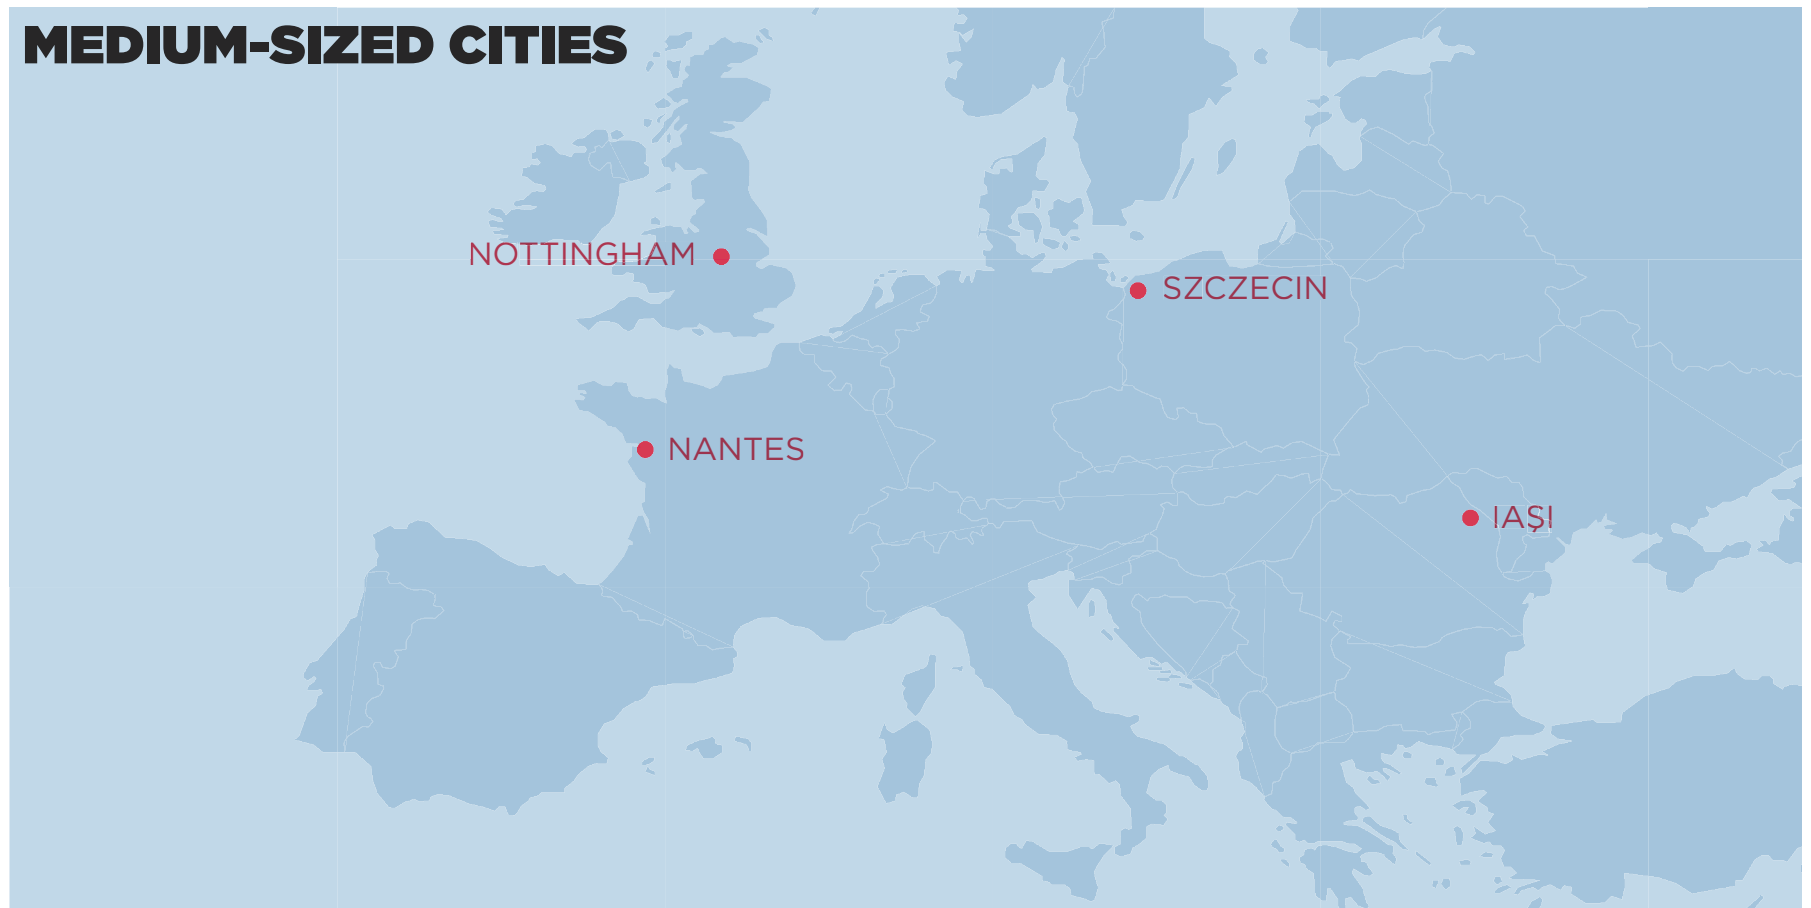 MEDIUM-SIZED CITIES
NOTTINGHAM
SZCZECIN
NANTES
IAŞI